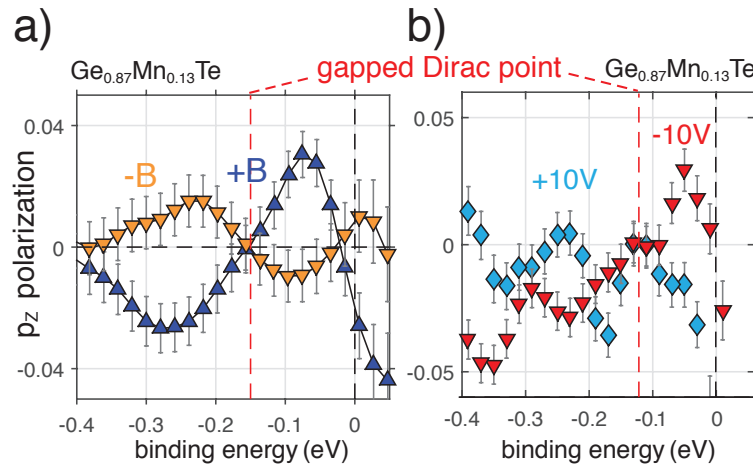 a)
b)
Ge0.87Mn0.13Te
gapped Dirac point
Ge0.87Mn0.13Te
0.04
0
-0.04
pZ polarization
-B
+B
-0.4
-0.3
-0.2
-0.1
0
binding energy (eV)
0.05
0
-0.05
+10V
-10V
-0.4
-0.3
-0.2
-0.1
0
binding energy (eV)